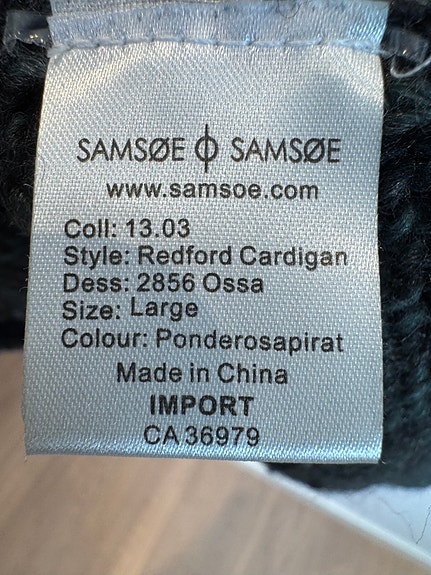 SAMSØE ϕ SAMSØE
www.samsoe.com
Coll: 13.03
Style: Redford Cardigan
Dess: 2856 Ossa
Size: Large
Colour: Ponderosapirat
Made in China
IMPORT
CA 36979